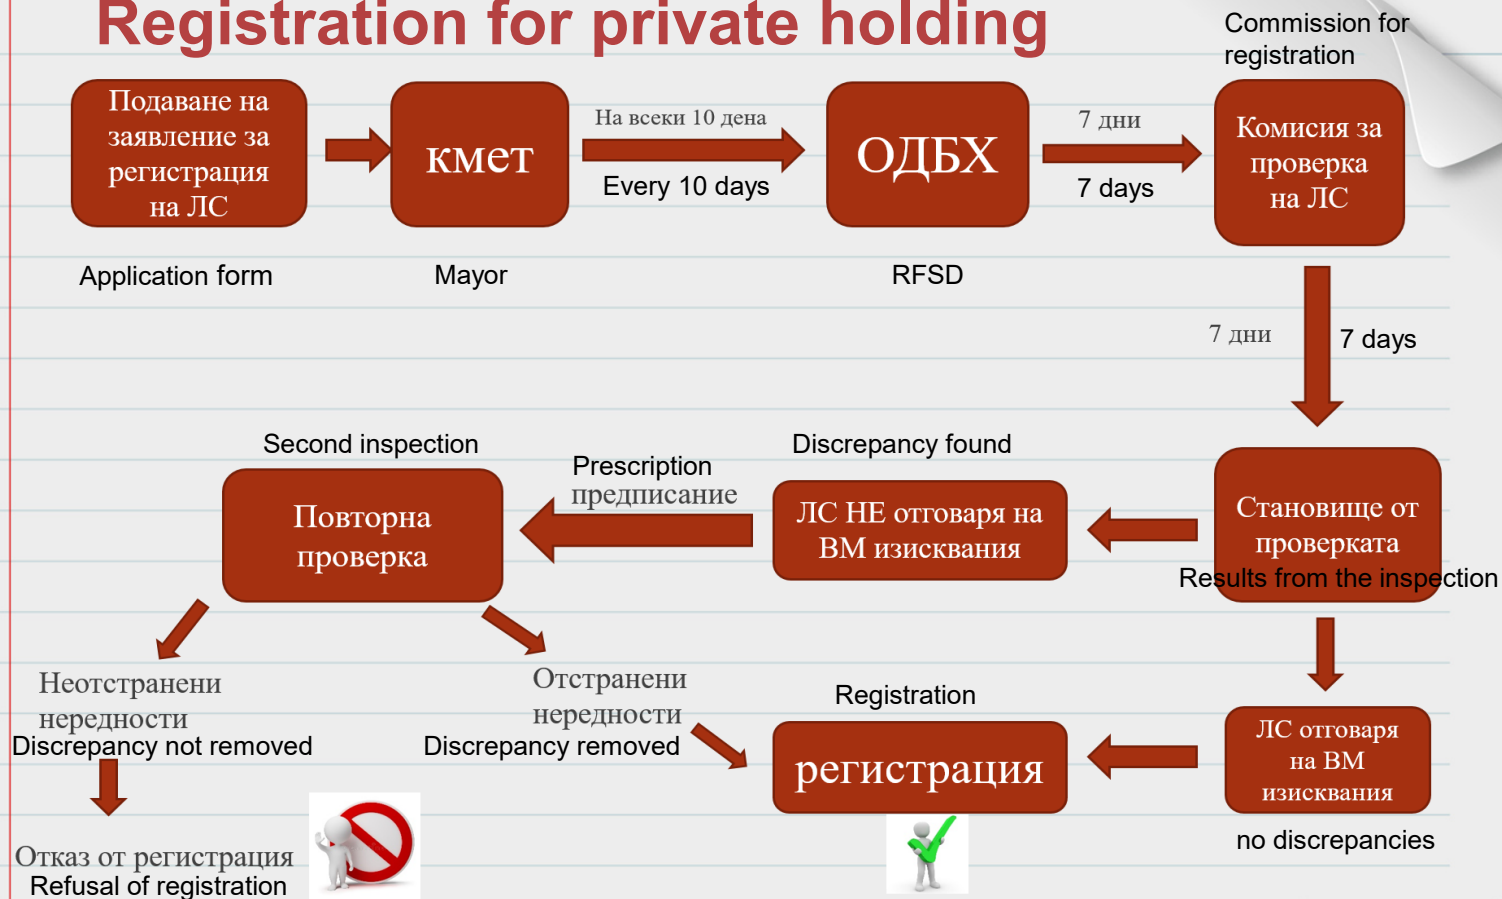 Registration for private holding
Commission for
registration
Подаване на
заявление за
регистрация
на ЛС
кмет
На всеки 10 дена
Every 10 days
ОДБХ
7 дни
7 days
Комисия за
проверка
на ЛС
Application form
Mayor
RFSD
7 дни
7 days
Second inspection
Prescription
предписание
Discrepancy found
Повторна
проверка
ЛС НЕ отговаря на
ВМ изисквания
Становище от
проверката
Results from the inspection
Неотстранени
нередности
Discrepancy not removed
Отстранени
нередности
Discrepancy removed
Registration
регистрация
ЛС отговаря
на ВМ
изисквания
no discrepancies
Отказ от регистрация
Refusal of registration